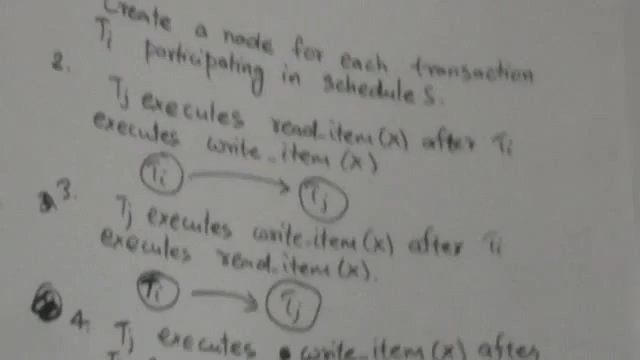 Create a node for each transaction
Ti participating in schedule S.
2.
Tj executes read_item(x) after Ti
executes write_item(x)
Ti → Tj
3.
Tj executes write_item(x) after Ti
executes read_item(x).
Ti → Tj
4. Tj executes write_item(x) after